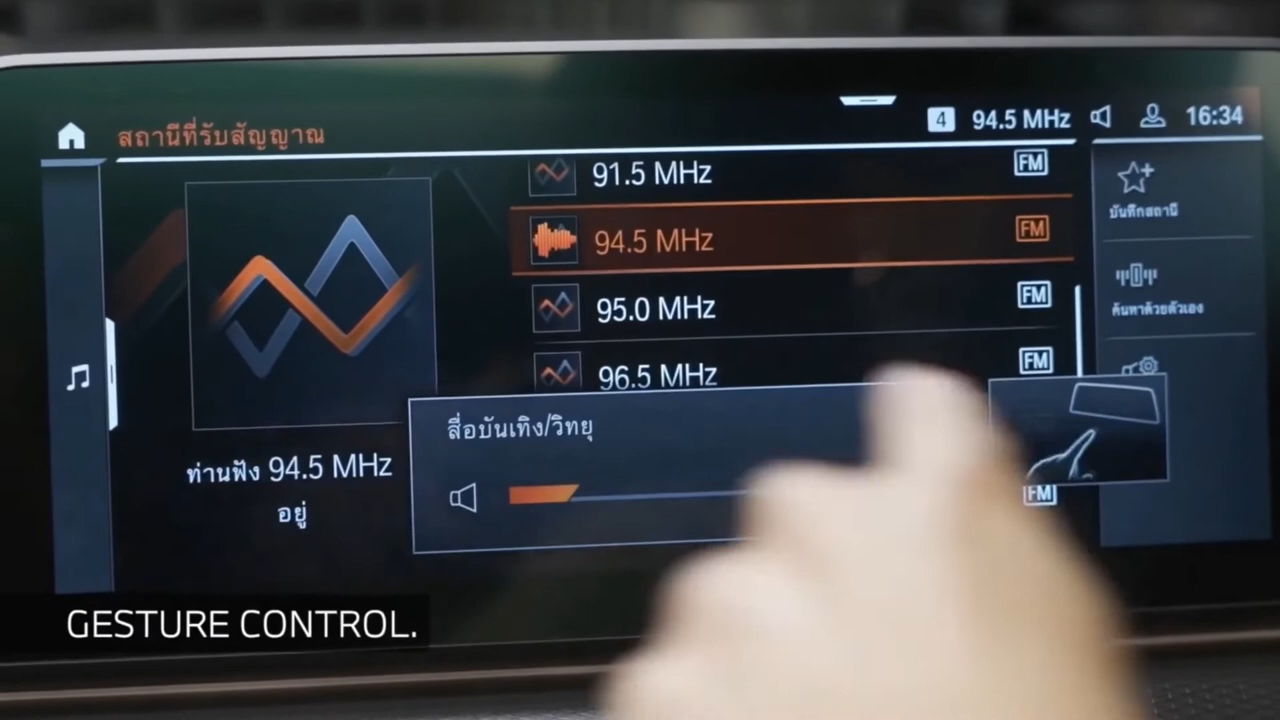 สถานีที่รับสัญญาณ
4 94.5 MHz 16:34
91.5 MHz FM
94.5 MHz FM
95.0 MHz FM
96.5 MHz FM
บันทึกสถานี
ค้นหาด้วยตัวเอง
ท่านฟัง 94.5 MHz
อยู่
สื่อบันเทิง/วิทยุ
FM
GESTURE CONTROL.